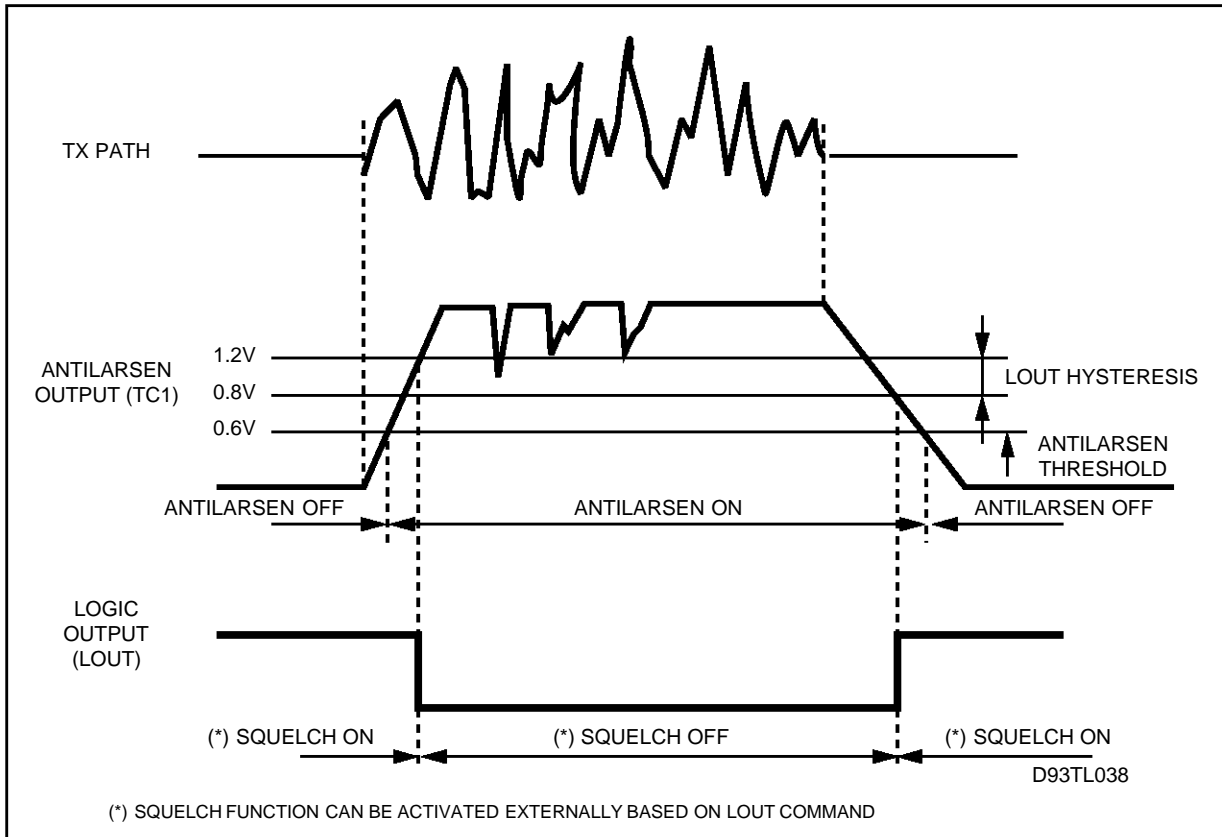 TX PATH
ANTILARSEN
OUTPUT (TC1)
1.2V
0.8V
0.6V
LOUT HYSTERESIS
ANTILARSEN
THRESHOLD
ANTILARSEN OFF
ANTILARSEN ON
ANTILARSEN OFF
LOGIC
OUTPUT
(LOUT)
(*) SQUELCH ON
(*) SQUELCH OFF
(*) SQUELCH ON
D93TL038
(*) SQUELCH FUNCTION CAN BE ACTIVATED EXTERNALLY BASED ON LOUT COMMAND